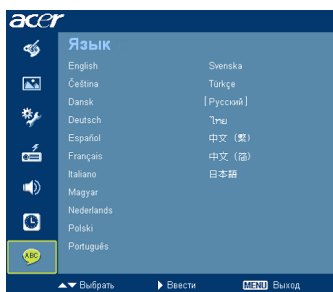 acer
Язык
English
Čeština
Dansk
Deutsch
Español
Français
Italiano
Magyar
Nederlands
Polski
Português
Svenska
Türkçe
[Русский]
ไทย
中文 (繁)
中文 (简)
日本語
ABC
▲▼ Выбрать ▶ Ввести MENU Выход